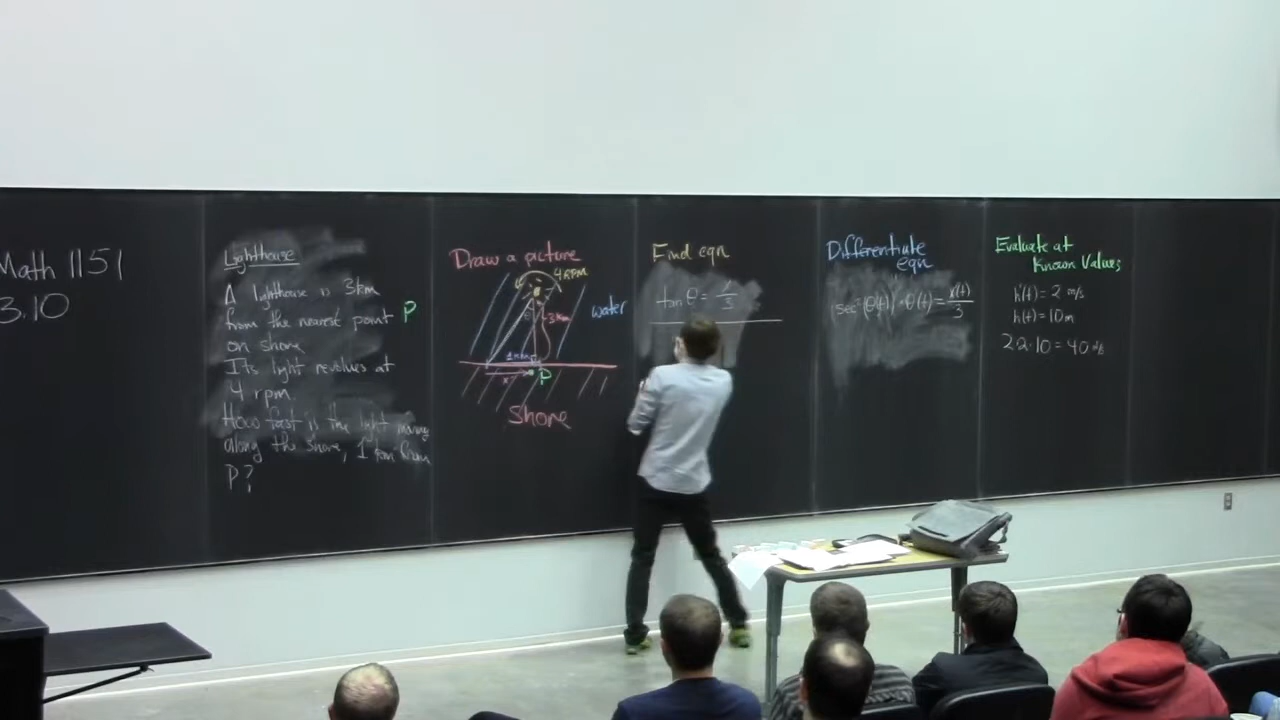 Math 1151
3.10
Lighthouse
A lighthouse is 3km
from the nearest point P
on shore
Its light revolves at
4 rpm
How fast is the light moving
along the shore, 1 km from
P?
Draw a picture
4 RPM
water
3km
1km
x
P
Shore
Find eqn
tan θ = x/3
Differentiate
eqn
sec²(θ(t))·θ'(t) = x'(t)/3
Evaluate at
Known Values
h'(t) = 2 m/s
h(t) = 10m
2·2·10 = 40